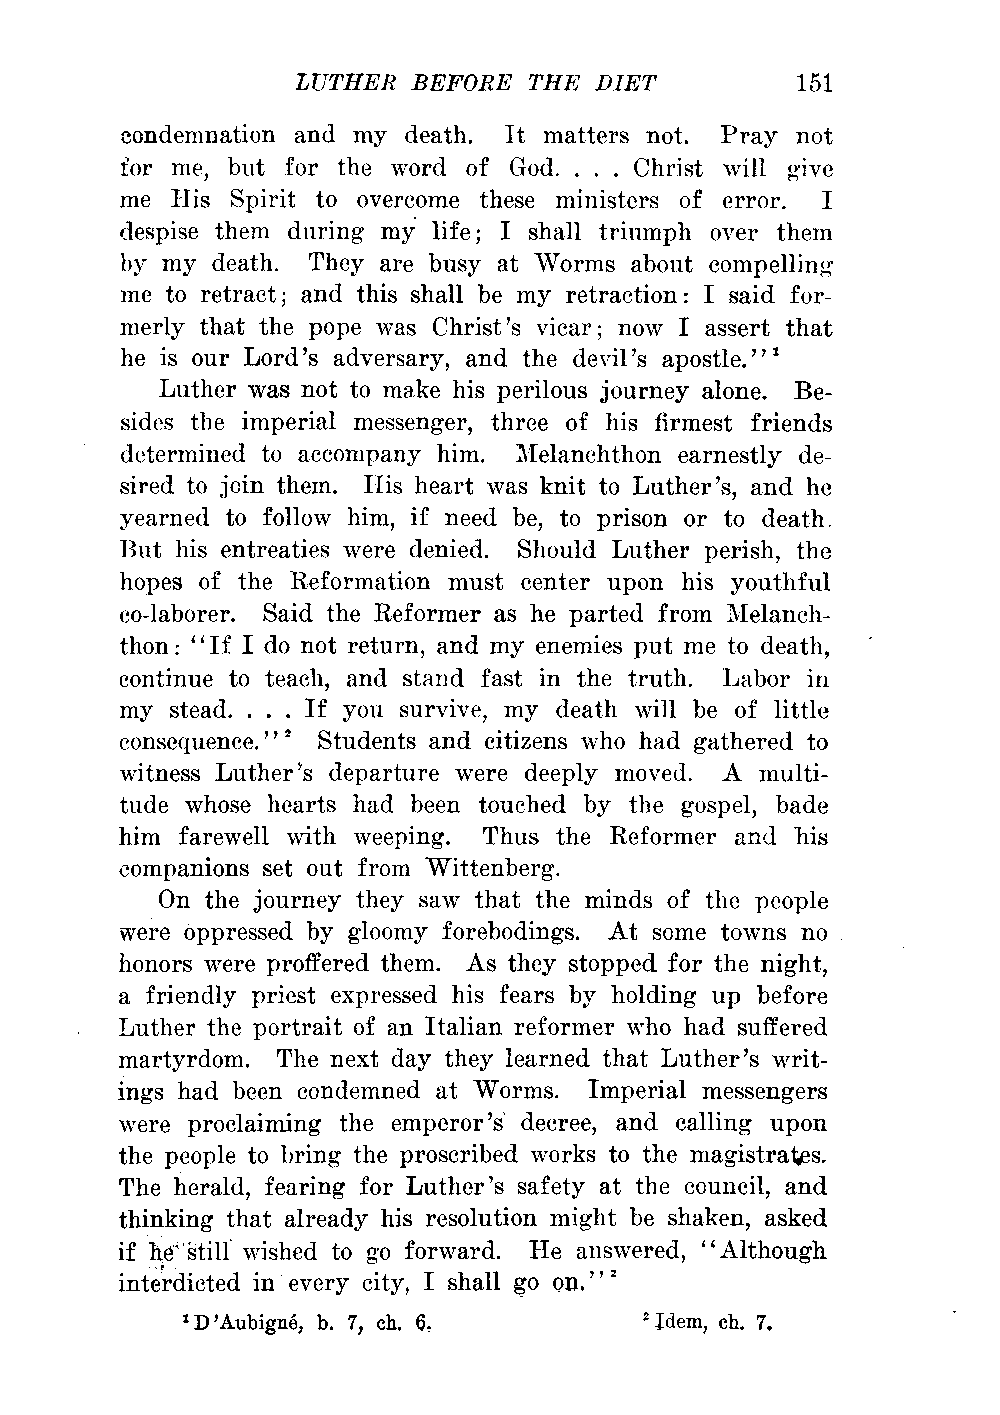 LUTHER BEFORE THE DIET 151
condemnation and my death. It matters not. Pray not
for me, but for the word of God. . . . Christ will give
me His Spirit to overcome these ministers of error. I
despise them during my life; I shall triumph over them
by my death. They are busy at Worms about compelling
me to retract; and this shall be my retraction: I said for-
merly that the pope was Christ's vicar; now I assert that
he is our Lord's adversary, and the devil's apostle."¹
Luther was not to make his perilous journey alone. Be-
sides the imperial messenger, three of his firmest friends
determined to accompany him. Melanchthon earnestly de-
sired to join them. His heart was knit to Luther's, and he
yearned to follow him, if need be, to prison or to death.
But his entreaties were denied. Should Luther perish, the
hopes of the Reformation must center upon his youthful
co-laborer. Said the Reformer as he parted from Melanch-
thon: "If I do not return, and my enemies put me to death,
continue to teach, and stand fast in the truth. Labor in
my stead. . . . If you survive, my death will be of little
consequence."² Students and citizens who had gathered to
witness Luther's departure were deeply moved. A multi-
tude whose hearts had been touched by the gospel, bade
him farewell with weeping. Thus the Reformer and his
companions set out from Wittenberg.
On the journey they saw that the minds of the people
were oppressed by gloomy forebodings. At some towns no
honors were proffered them. As they stopped for the night,
a friendly priest expressed his fears by holding up before
Luther the portrait of an Italian reformer who had suffered
martyrdom. The next day they learned that Luther's writ-
ings had been condemned at Worms. Imperial messengers
were proclaiming the emperor's decree, and calling upon
the people to bring the proscribed works to the magistrates.
The herald, fearing for Luther's safety at the council, and
thinking that already his resolution might be shaken, asked
if he still wished to go forward. He answered, "Although
interdicted in every city, I shall go on."²
¹ D'Aubigné, b. 7, ch. 6. ² Idem, ch. 7.